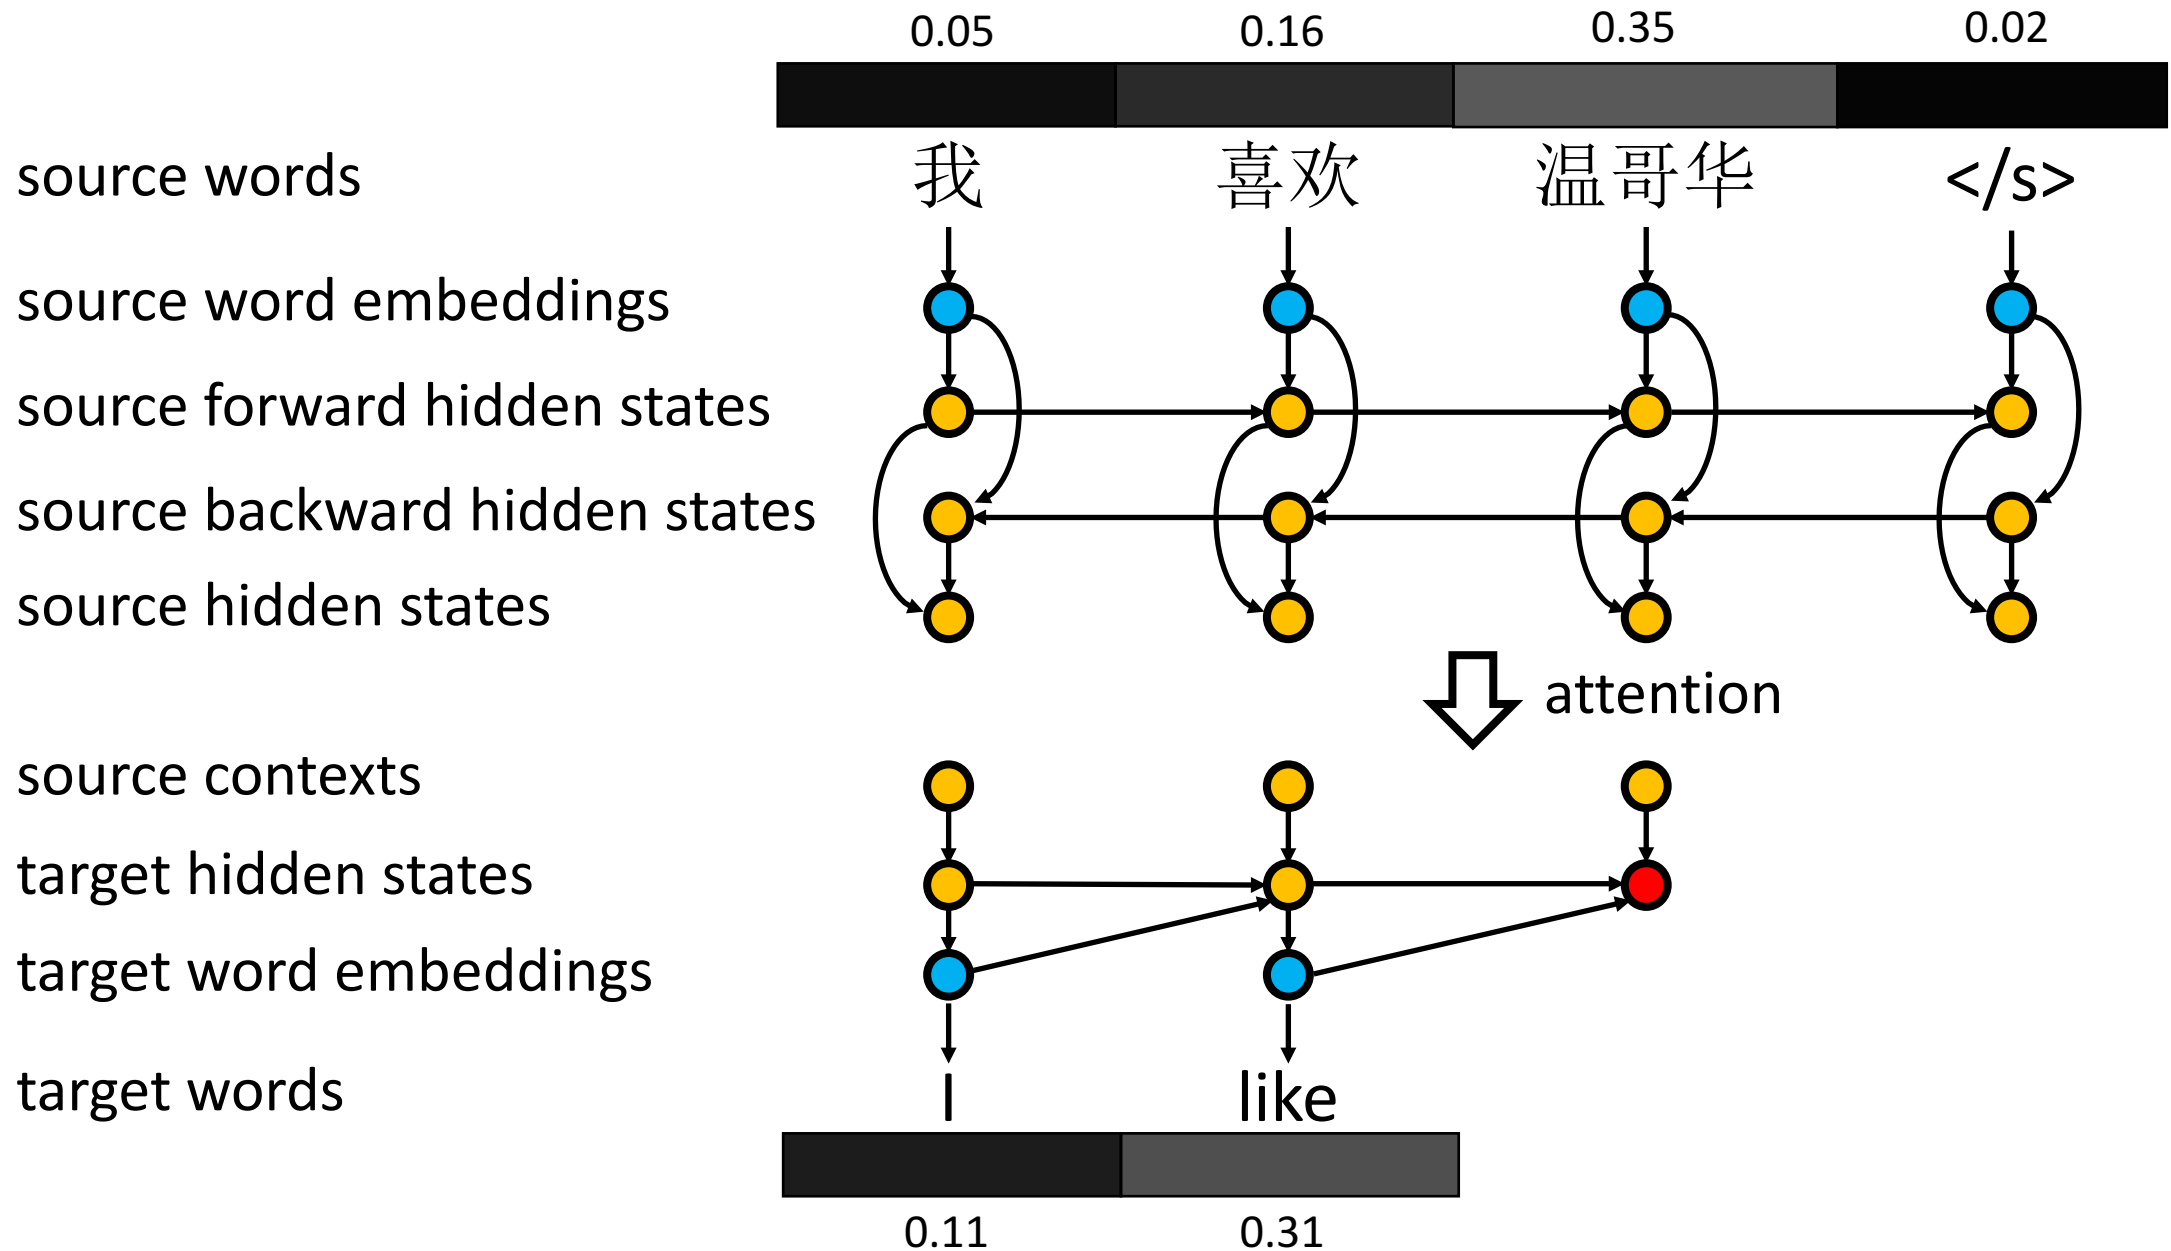 0.05 0.16 0.35 0.02
source words 我 喜欢 温哥华 </s>
source word embeddings
source forward hidden states
source backward hidden states
source hidden states
attention
source contexts
target hidden states
target word embeddings
target words I like
0.11 0.31